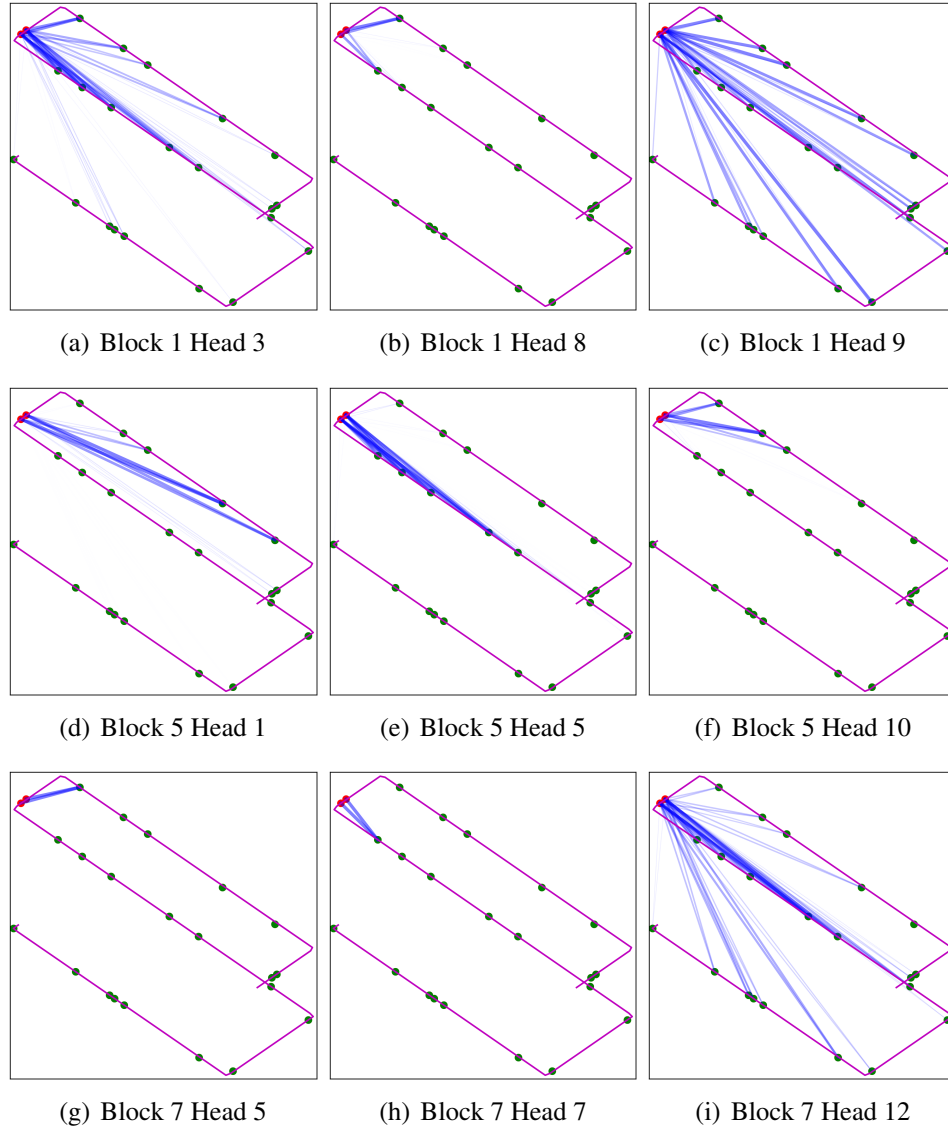 (a) Block 1 Head 3
(b) Block 1 Head 8
(c) Block 1 Head 9
(d) Block 5 Head 1
(e) Block 5 Head 5
(f) Block 5 Head 10
(g) Block 7 Head 5
(h) Block 7 Head 7
(i) Block 7 Head 12